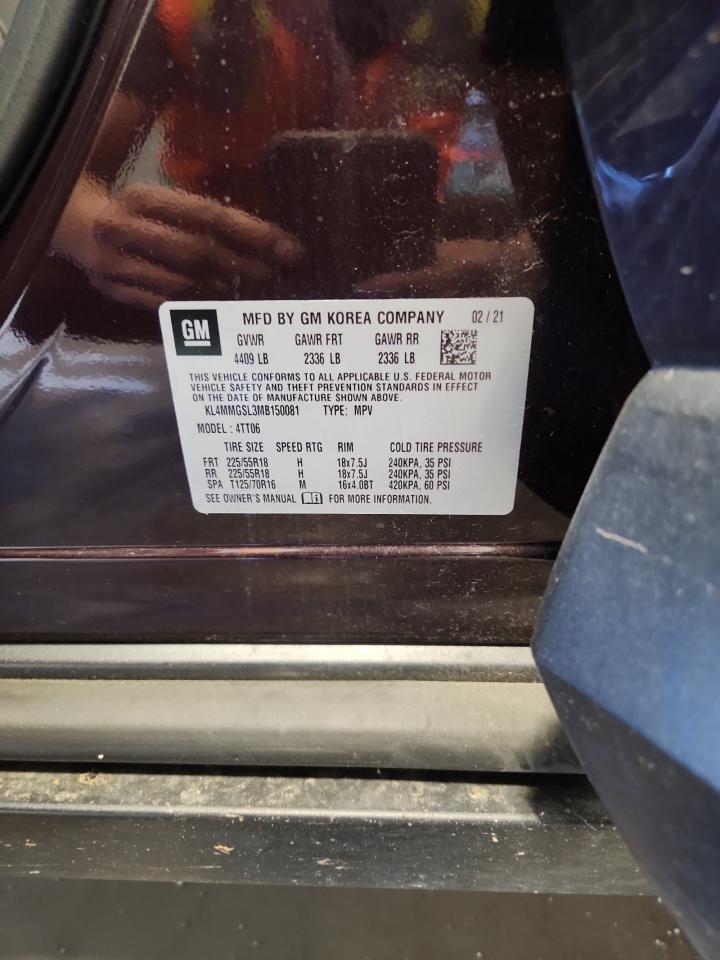 GM
MFD BY GM KOREA COMPANY 02 / 21
GVWR GAWR FRT GAWR RR
4409 LB 2336 LB 2336 LB
THIS VEHICLE CONFORMS TO ALL APPLICABLE U.S. FEDERAL MOTOR
VEHICLE SAFETY AND THEFT PREVENTION STANDARDS IN EFFECT
ON THE DATE OF MANUFACTURE SHOWN ABOVE.
KL4MMGSL3MB150081 TYPE: MPV
MODEL : 4TT06
TIRE SIZE SPEED RTG RIM COLD TIRE PRESSURE
FRT 225/55R18 H 18x7.5J 240KPA, 35 PSI
RR 225/55R18 H 18x7.5J 240KPA, 35 PSI
SPA T125/70R16 M 16x4.0BT 420KPA, 60 PSI
SEE OWNER'S MANUAL FOR MORE INFORMATION.